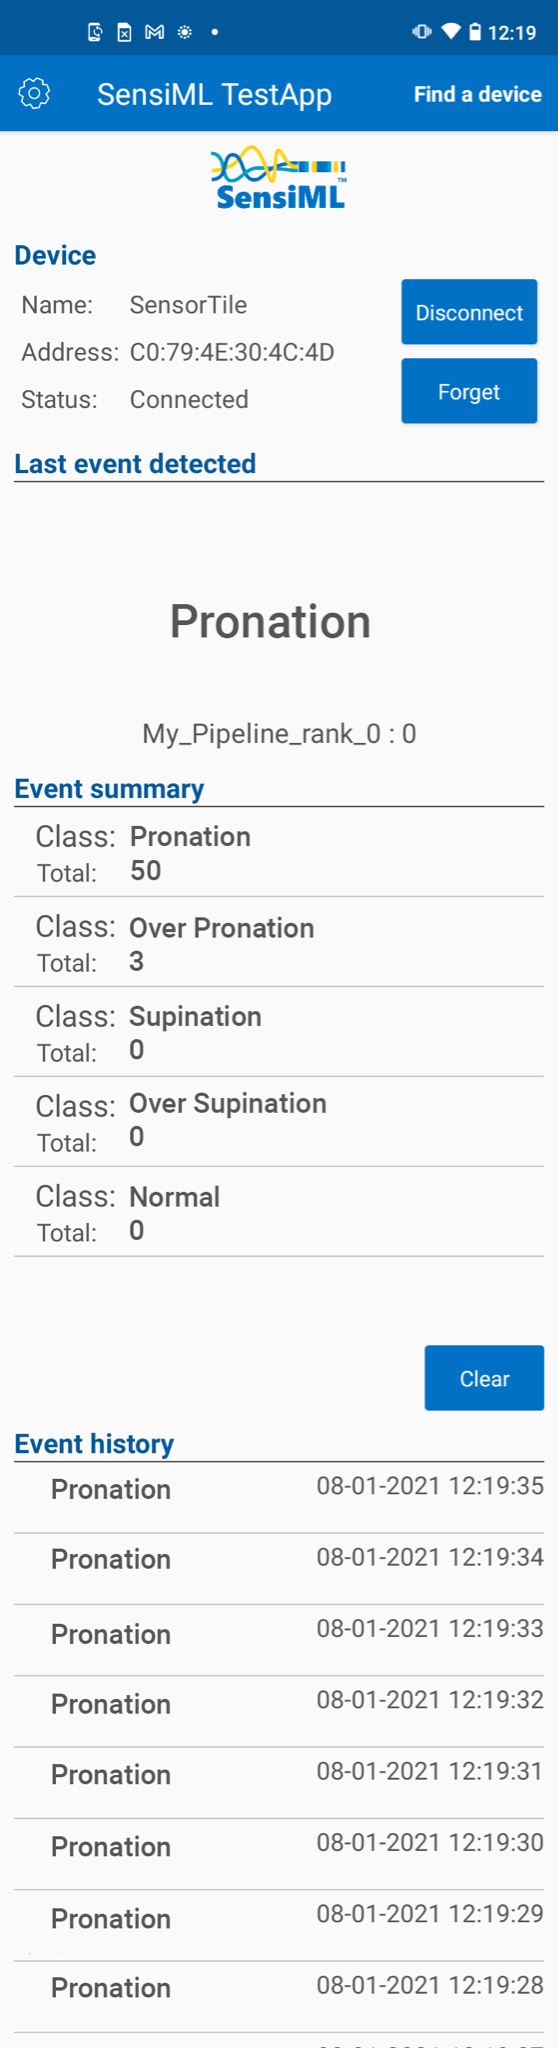 12:19
SensiML TestApp
Find a device
SensiML™
Device
Name: SensorTile
Disconnect
Address: C0:79:4E:30:4C:4D
Forget
Status: Connected
Last event detected
Pronation
My_Pipeline_rank_0 : 0
Event summary
Class: Pronation
Total: 50
Class: Over Pronation
Total: 3
Class: Supination
Total: 0
Class: Over Supination
Total: 0
Class: Normal
Total: 0
Clear
Event history
Pronation 08-01-2021 12:19:35
Pronation 08-01-2021 12:19:34
Pronation 08-01-2021 12:19:33
Pronation 08-01-2021 12:19:32
Pronation 08-01-2021 12:19:31
Pronation 08-01-2021 12:19:30
Pronation 08-01-2021 12:19:29
Pronation 08-01-2021 12:19:28